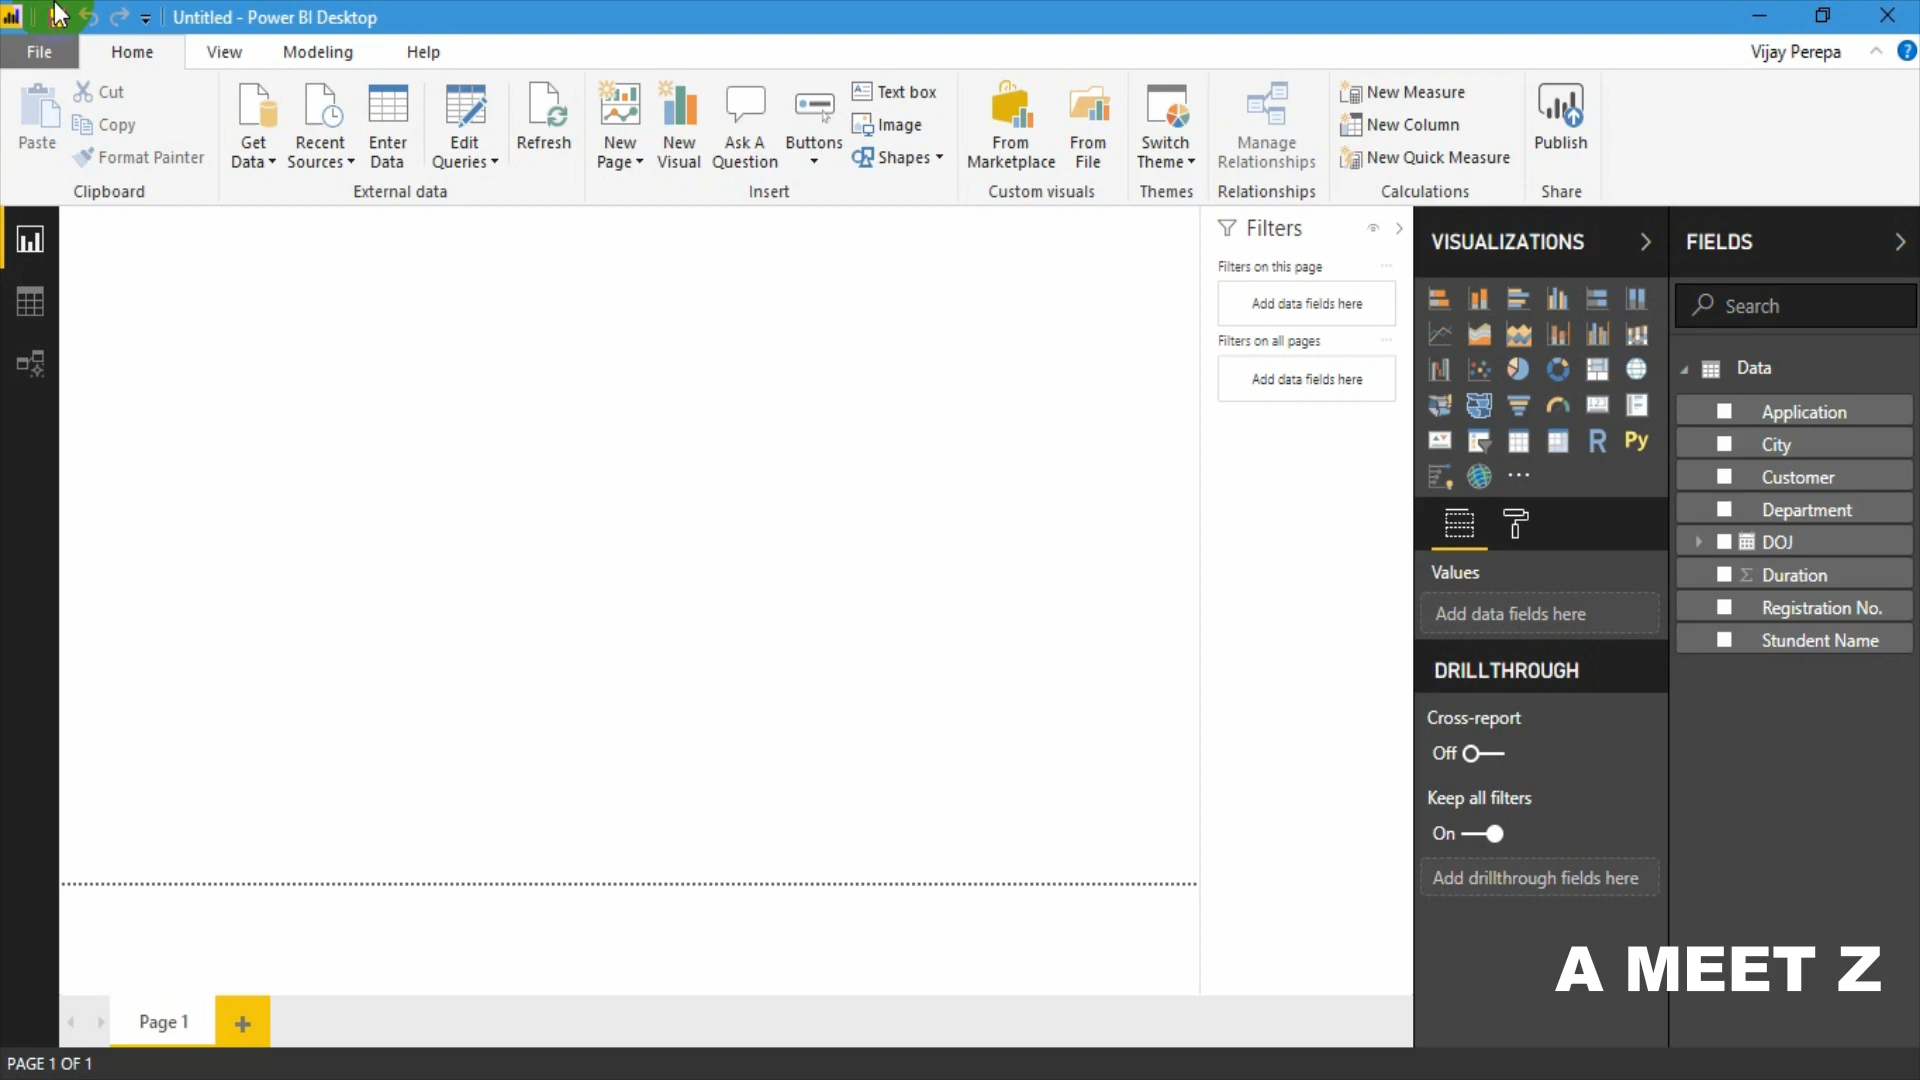 Untitled - Power BI Desktop
File Home View Modeling Help Vijay Perepa ?
Paste Cut Copy Format Painter
Clipboard
Get Data Recent Sources Enter Data Edit Queries Refresh
External data
New Page New Visual Ask A Question Buttons Text box Image Shapes
Insert
From Marketplace From File
Custom visuals
Switch Theme
Themes
Manage Relationships
Relationships
New Measure
New Column
New Quick Measure
Calculations
Publish
Share
Filters
Filters on this page
Add data fields here
Filters on all pages
Add data fields here
VISUALIZATIONS
123
R Py
Values
Add data fields here
DRILLTHROUGH
Cross-report
Off
Keep all filters
On
Add drillthrough fields here
FIELDS
Search
Data
Application
City
Customer
Department
DOJ
Σ Duration
Registration No.
Stundent Name
A MEET Z
Page 1 +
PAGE 1 OF 1